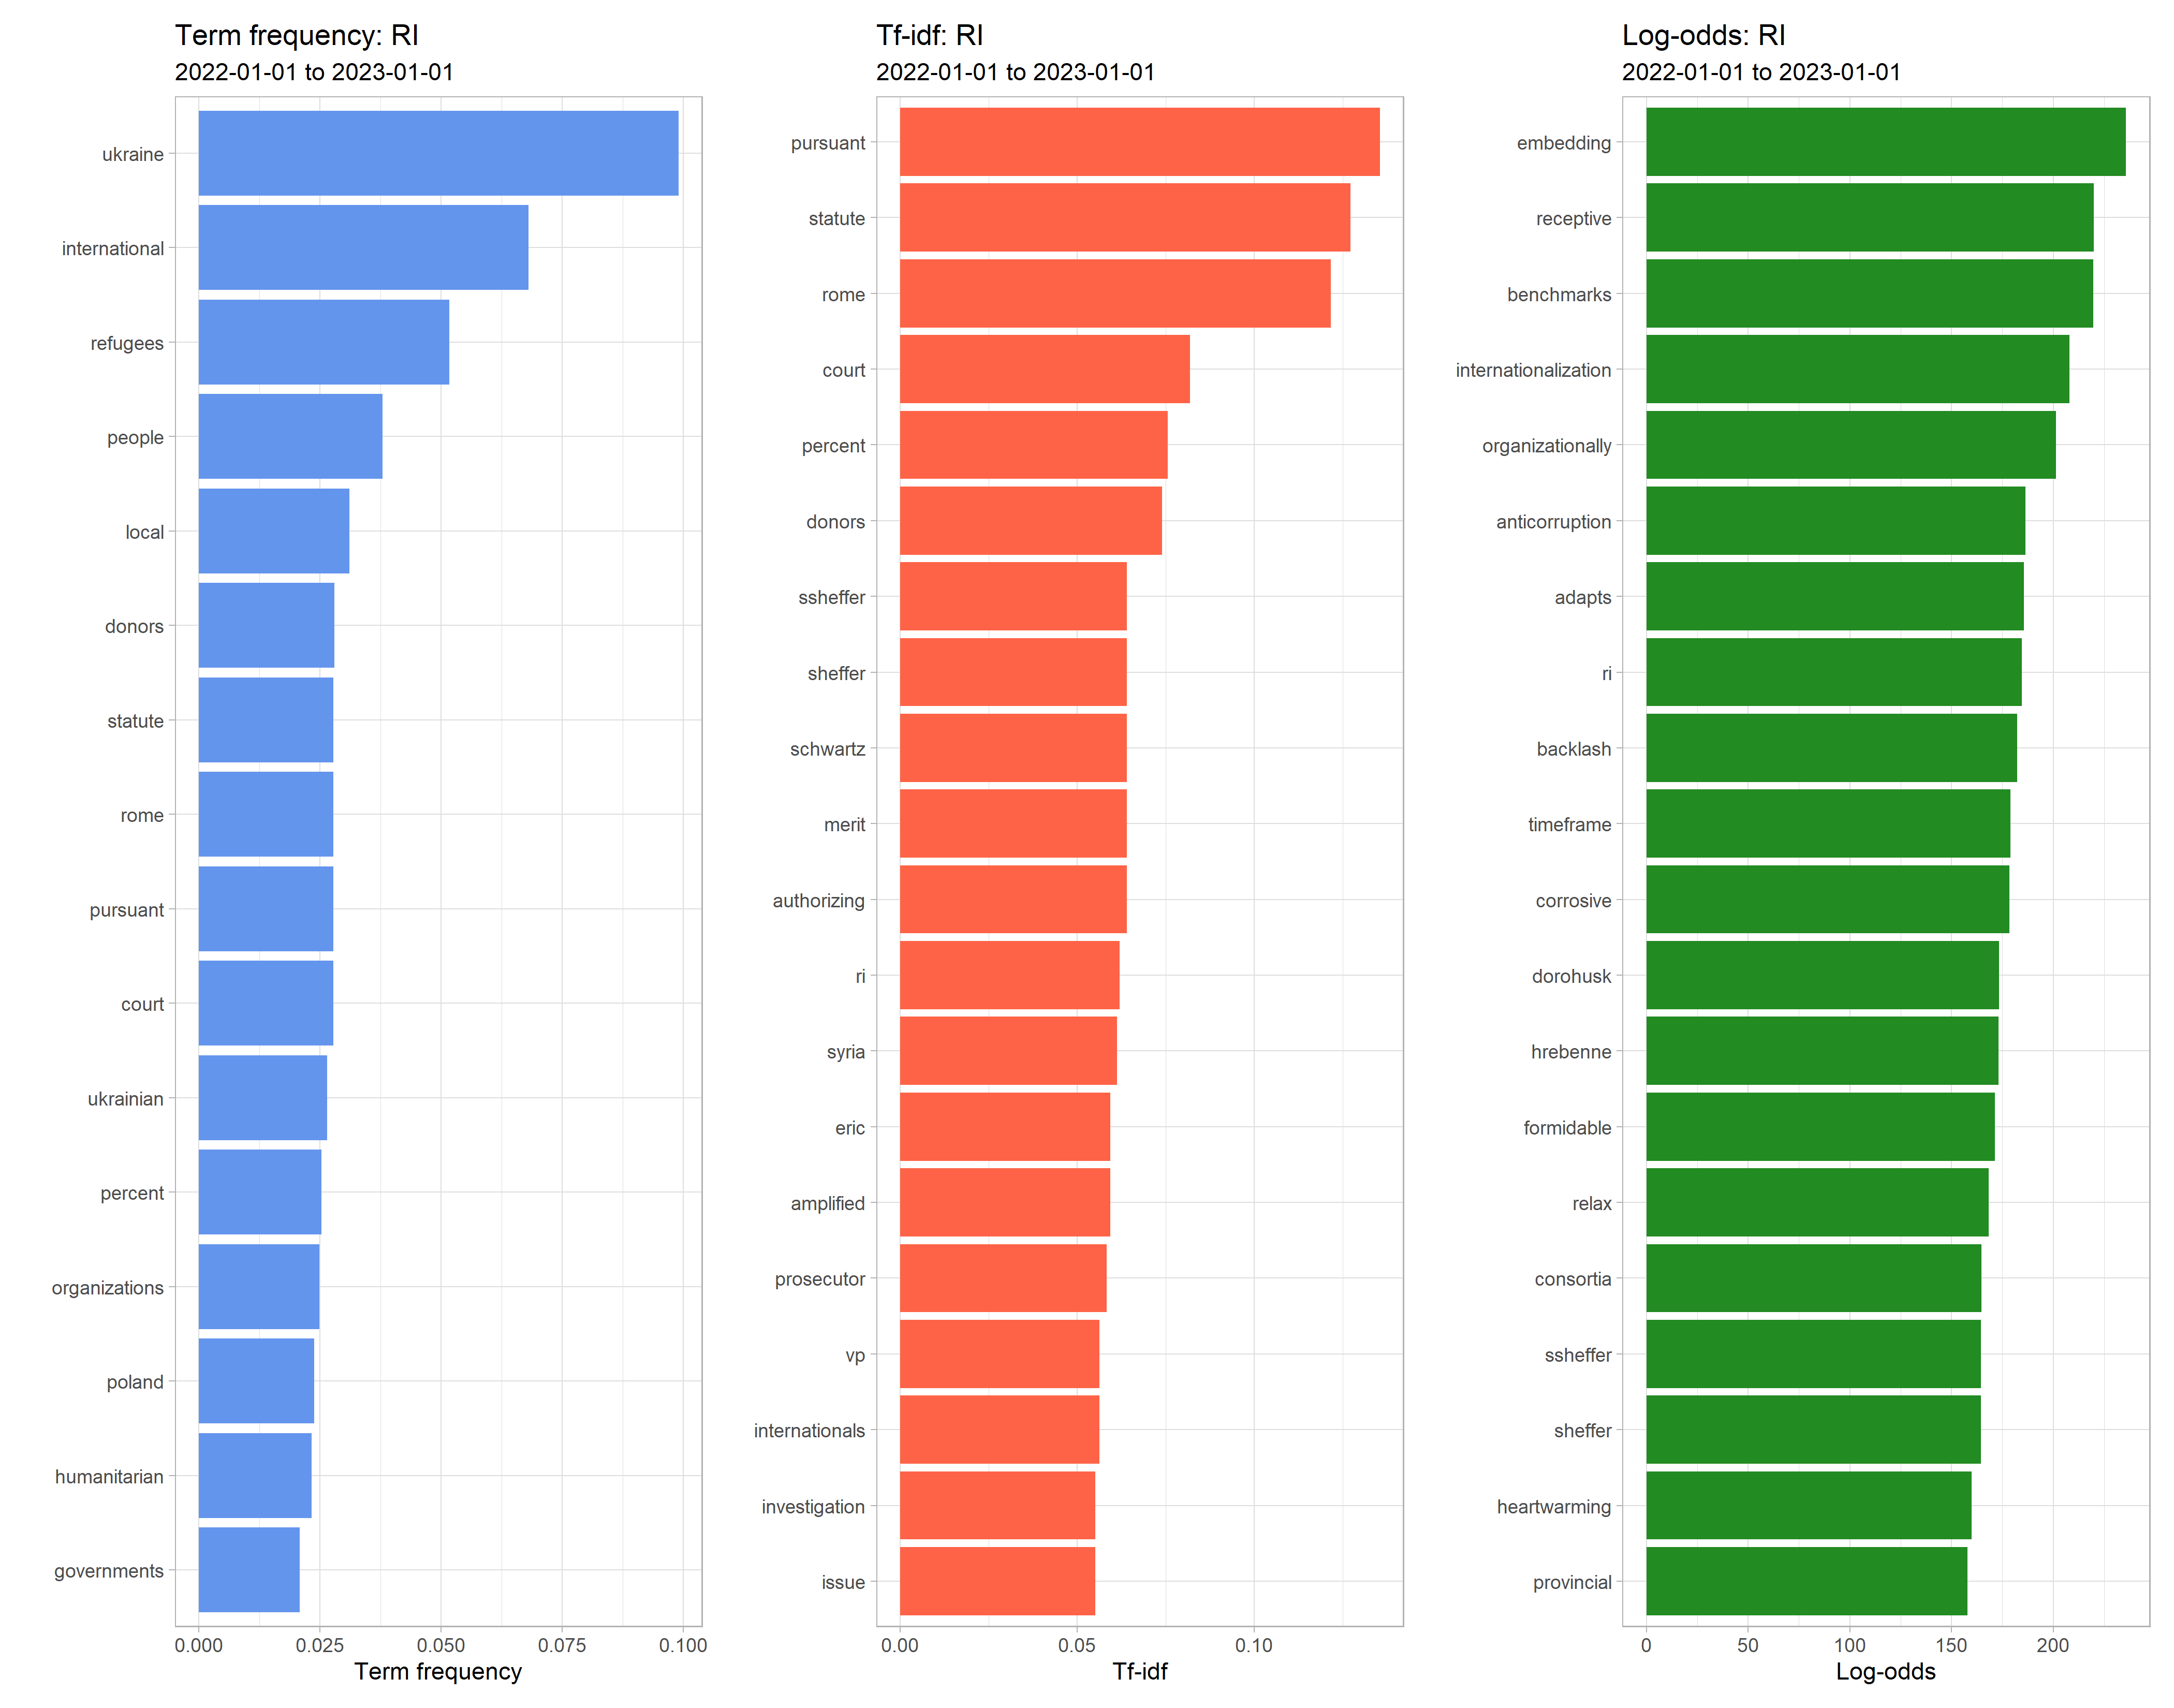 Term frequency: RI
2022-01-01 to 2023-01-01
ukraine
international
refugees
people
local
donors
statute
rome
pursuant
court
ukrainian
percent
organizations
poland
humanitarian
governments
0.000 0.025 0.050 0.075 0.100
Term frequency
Tf-idf: RI
2022-01-01 to 2023-01-01
pursuant
statute
rome
court
percent
donors
ssheffer
sheffer
schwartz
merit
authorizing
ri
syria
eric
amplified
prosecutor
vp
internationals
investigation
issue
0.00 0.05 0.10
Tf-idf
Log-odds: RI
2022-01-01 to 2023-01-01
embedding
receptive
benchmarks
internationalization
organizationally
anticorruption
adapts
ri
backlash
timeframe
corrosive
dorohusk
hrebenne
formidable
relax
consortia
ssheffer
sheffer
heartwarming
provincial
0 50 100 150 200
Log-odds